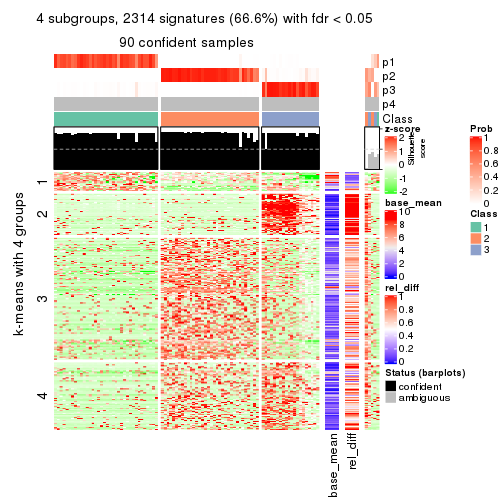 4 subgroups, 2314 signatures (66.6%) with fdr < 0.05
90 confident samples
p1
p2
p3
p4
Class
Silhouette
score
k-means with 4 groups
1
2
3
4
base_mean
rel_diff
z-score
2
1
0
-1
-2
base_mean
10
8
6
4
2
0
rel_diff
1
0.8
0.6
0.4
0.2
0
Status (barplots)
confident
ambiguous
Prob
1
0.8
0.6
0.4
0.2
0
Class
1
2
3